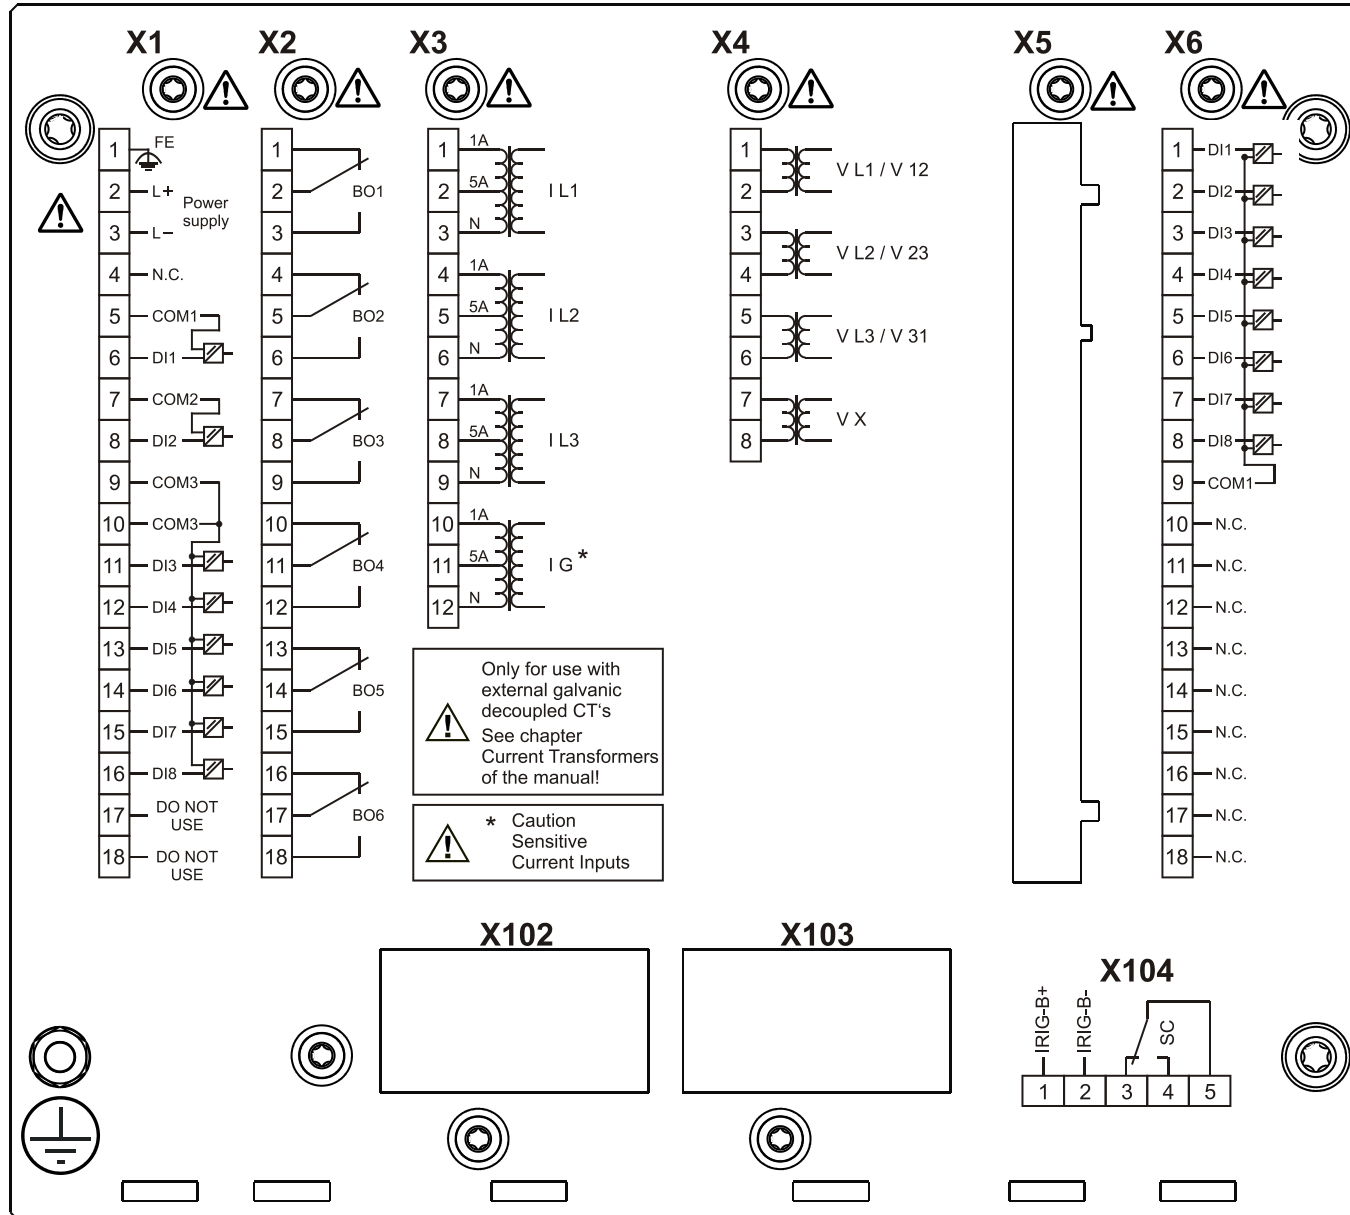 X1
X2
X3
X4
X5
X6
1
FE
2
L+
Power
supply
3
L–
4
N.C.
5
COM1
6
DI1
7
COM2
8
DI2
9
COM3
10
COM3
11
DI3
12
DI4
13
DI5
14
DI6
15
DI7
16
DI8
17
DO NOT
USE
18
DO NOT
USE
1
2
BO1
3
4
5
BO2
6
7
8
BO3
9
10
11
BO4
12
13
14
BO5
15
16
17
BO6
18
1
1A
2
5A
I L1
3
N
4
1A
5
5A
I L2
6
N
7
1A
8
5A
I L3
9
N
10
1A
11
5A
I G *
12
N
Only for use with
external galvanic
decoupled CT‘s
See chapter
Current Transformers
of the manual!
* Caution
Sensitive
Current Inputs
1
V L1 / V 12
2
3
V L2 / V 23
4
5
V L3 / V 31
6
7
V X
8
1
DI1
2
DI2
3
DI3
4
DI4
5
DI5
6
DI6
7
DI7
8
DI8
9
COM1
10
N.C.
11
N.C.
12
N.C.
13
N.C.
14
N.C.
15
N.C.
16
N.C.
17
N.C.
18
N.C.
X102
X103
X104
IRIG-B+
IRIG-B-
SC
1
2
3
4
5